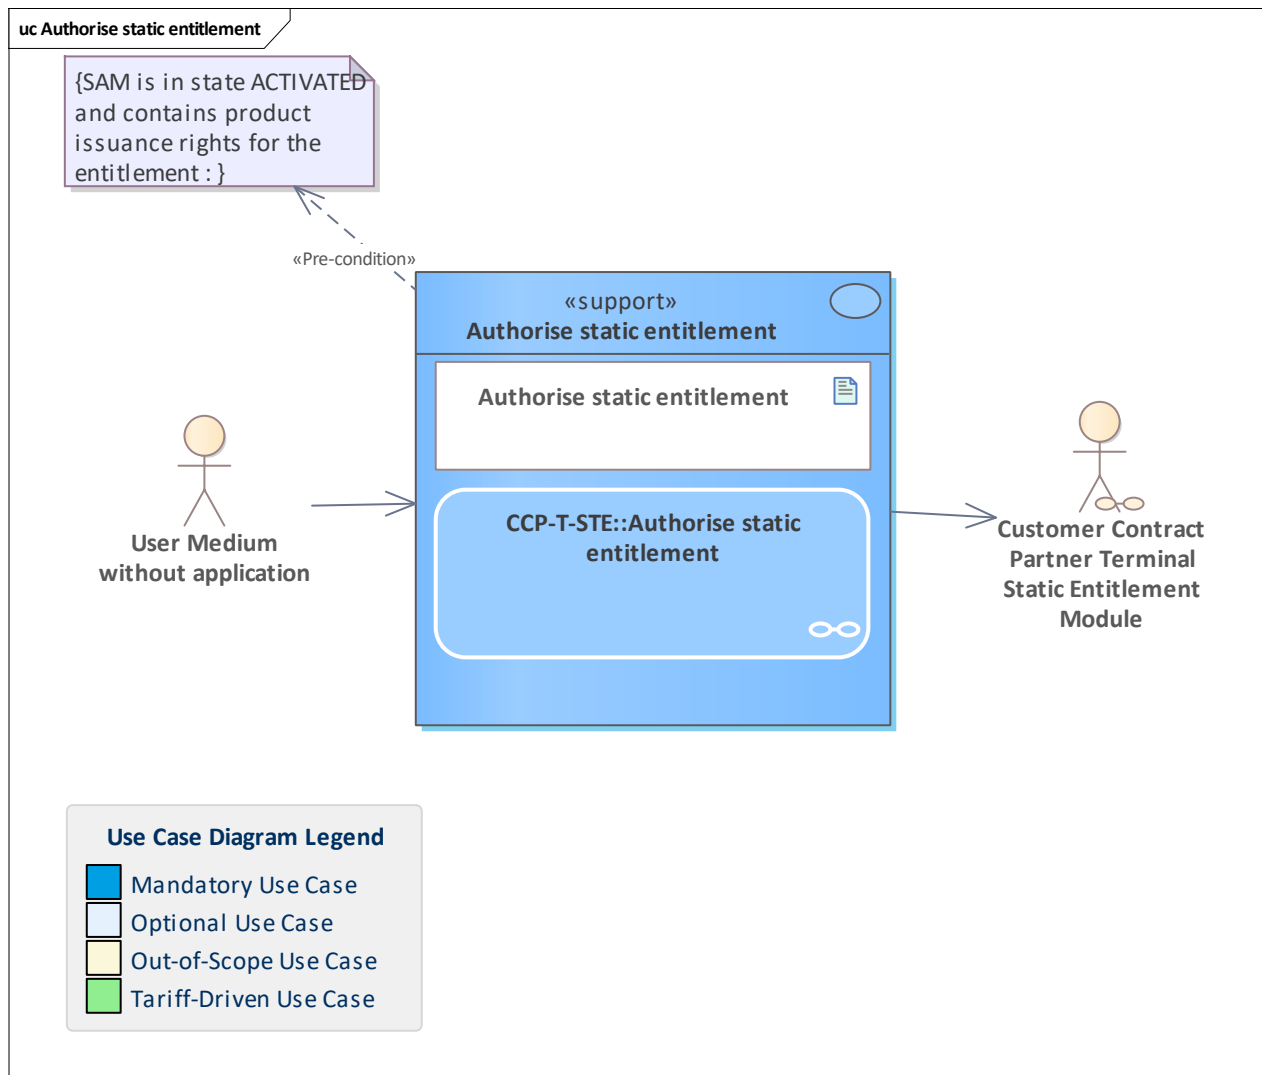 uc Authorise static entitlement
{SAM is in state ACTIVATED
and contains product
issuance rights for the
entitlement : }
«Pre-condition»
«support»
Authorise static entitlement
Authorise static entitlement
CCP-T-STE::Authorise static
entitlement
User Medium
without application
Customer Contract
Partner Terminal
Static Entitlement
Module
Use Case Diagram Legend
Mandatory Use Case
Optional Use Case
Out-of-Scope Use Case
Tariff-Driven Use Case